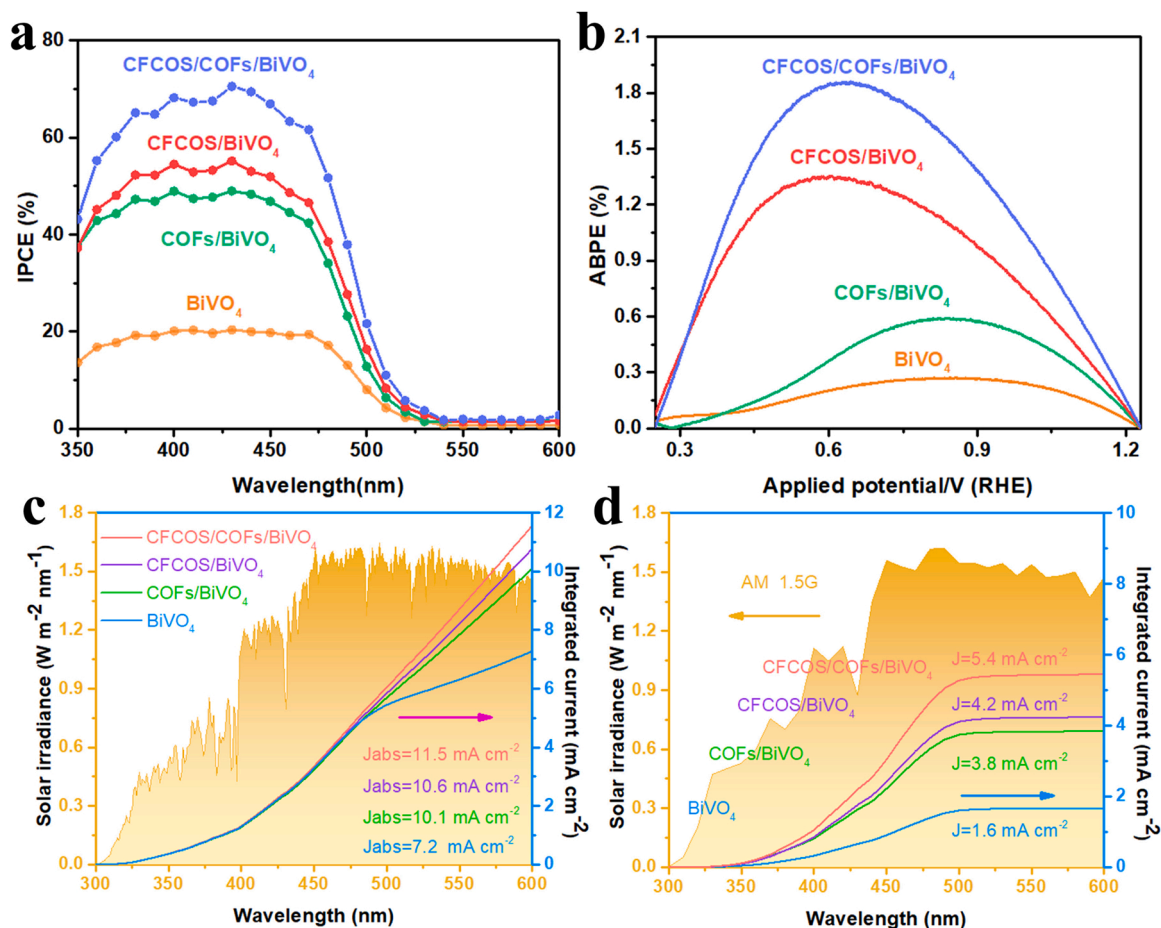 a
80
60
40
20
0
IPCE (%)
CFCOS/COFs/BiVO₄
CFCOS/BiVO₄
COFs/BiVO₄
BiVO₄
350 400 450 500 550 600
Wavelength(nm)
b
2.1
1.8
1.5
1.2
0.9
0.6
0.3
0.0
ABPE (%)
CFCOS/COFs/BiVO₄
CFCOS/BiVO₄
COFs/BiVO₄
BiVO₄
0.3 0.6 0.9 1.2
Applied potential/V (RHE)
c
1.8
1.5
1.2
0.9
0.6
0.3
0.0
Solar irradiance (W m⁻² nm⁻¹)
CFCOS/COFs/BiVO₄
CFCOS/BiVO₄
COFs/BiVO₄
BiVO₄
Jabs=11.5 mA cm⁻²
Jabs=10.6 mA cm⁻²
Jabs=10.1 mA cm⁻²
Jabs=7.2 mA cm⁻²
12
10
8
6
4
2
0
Integrated current (mA cm⁻²)
300 350 400 450 500 550 600
Wavelength (nm)
d
1.8
1.5
1.2
0.9
0.6
0.3
0.0
Solar irradiance (W m⁻² nm⁻¹)
AM 1.5G
CFCOS/COFs/BiVO₄
J=5.4 mA cm⁻²
CFCOS/BiVO₄
J=4.2 mA cm⁻²
COFs/BiVO₄
J=3.8 mA cm⁻²
BiVO₄
J=1.6 mA cm⁻²
10
8
6
4
2
0
Integrated current (mA cm⁻²)
300 350 400 450 500 550 600
Wavelength (nm)